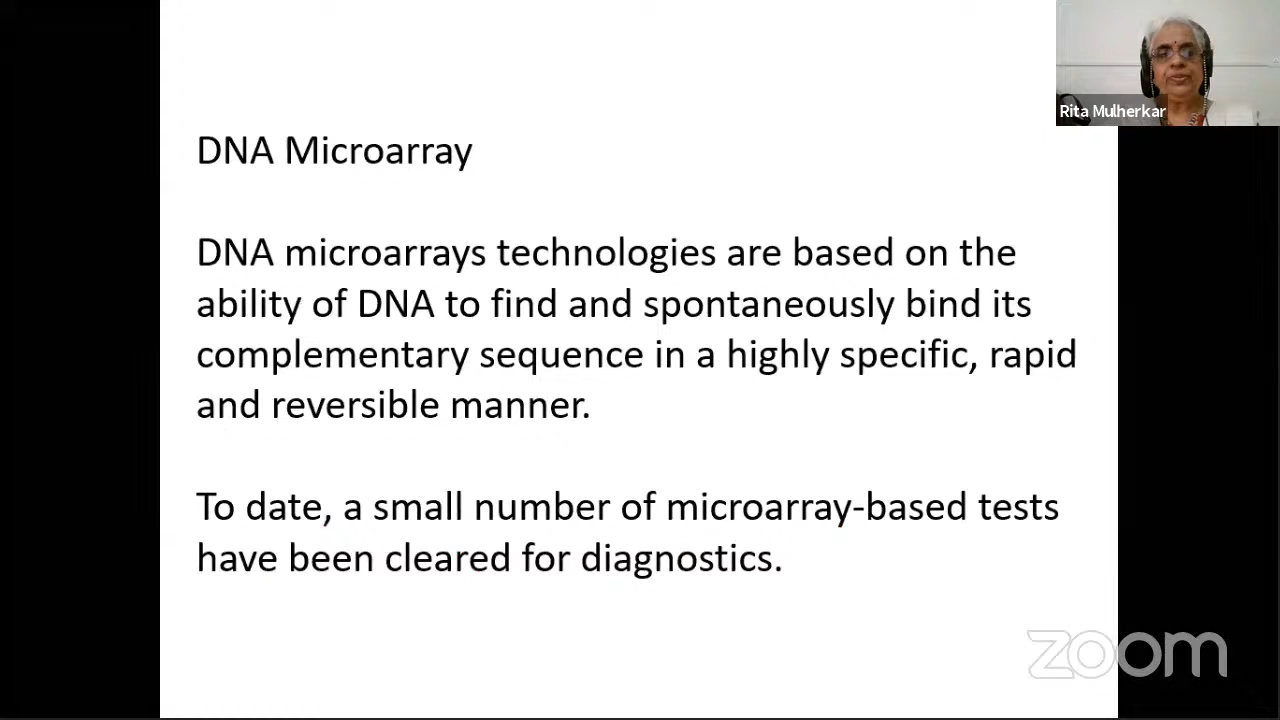 Rita Mulherkar
DNA Microarray
DNA microarrays technologies are based on the
ability of DNA to find and spontaneously bind its
complementary sequence in a highly specific, rapid
and reversible manner.
To date, a small number of microarray-based tests
have been cleared for diagnostics.
zoom